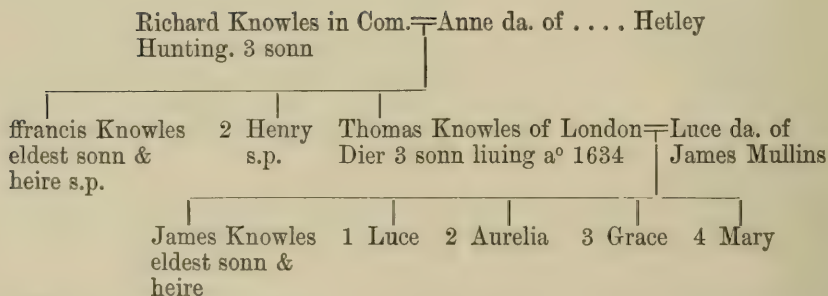 Richard Knowles in Com.=Anne da. of .... Hetley
Hunting. 3 sonn
ffrancis Knowles 2 Henry Thomas Knowles of London=Luce da. of
eldest sonn & s.p. Dier 3 sonn liuing aº 1634 James Mullins
heire s.p.
James Knowles 1 Luce 2 Aurelia 3 Grace 4 Mary
eldest sonn &
heire